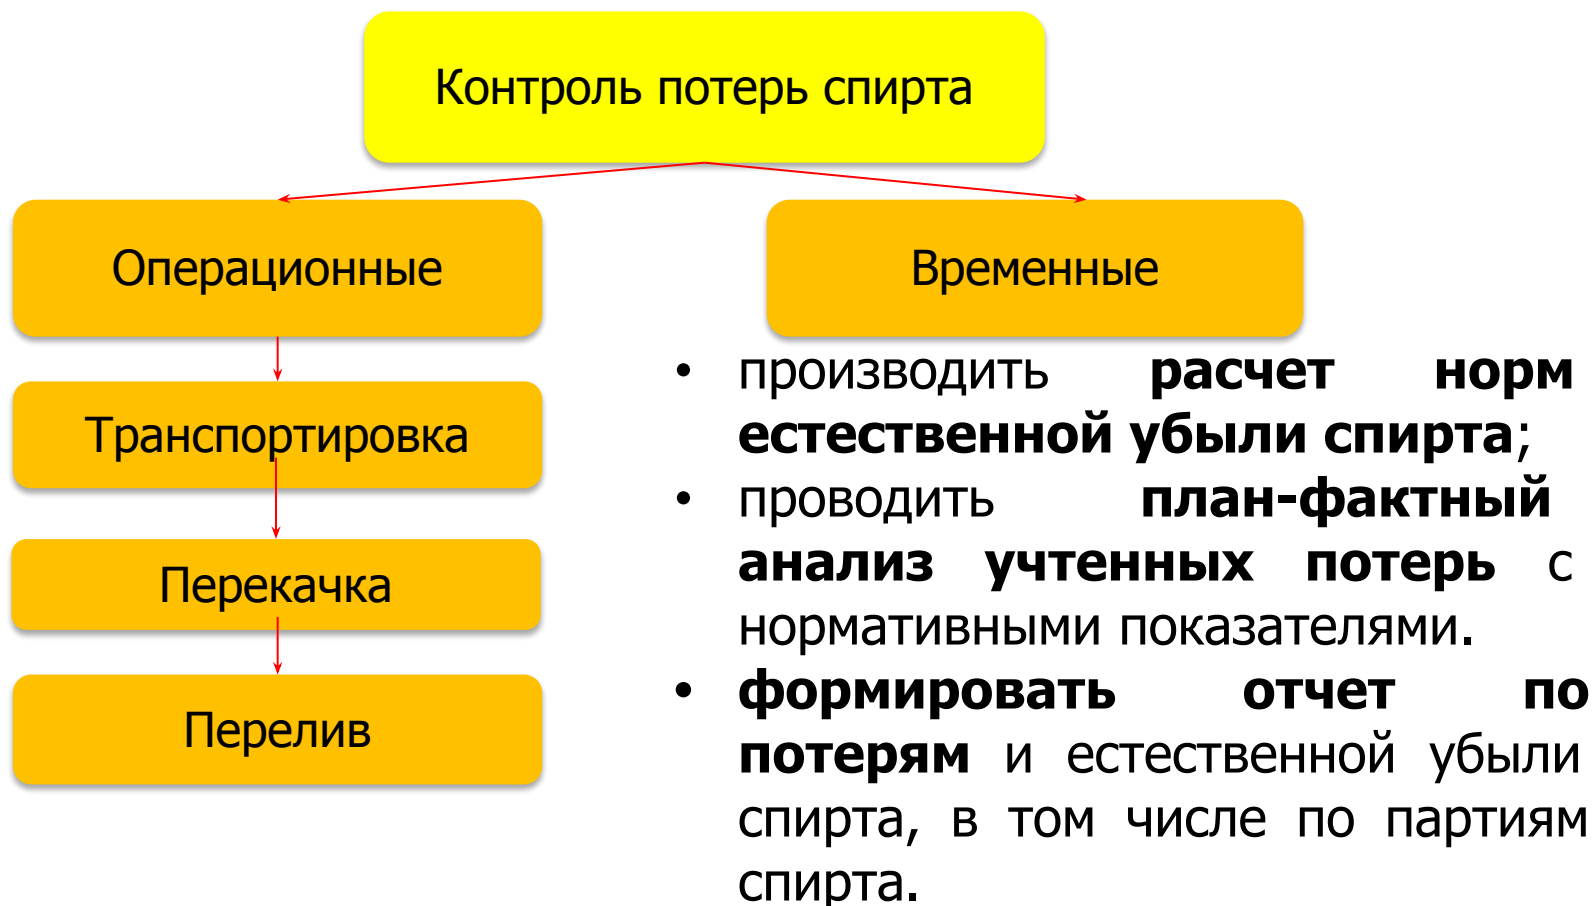 Контроль потерь спирта
Операционные
Временные
Транспортировка
Перекачка
Перелив
• производить расчет норм
естественной убыли спирта;
• проводить план-фактный
анализ учтенных потерь с
нормативными показателями.
• формировать отчет по
потерям и естественной убыли
спирта, в том числе по партиям
спирта.